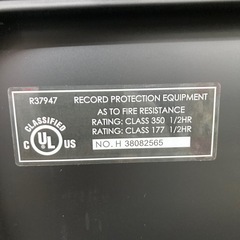 R37947 RECORD PROTECTION EQUIPMENT
AS TO FIRE RESISTANCE
RATING: CLASS 350 1/2HR
RATING: CLASS 177 1/2HR
CLASSIFIED
C UL US
NO. H 38082565